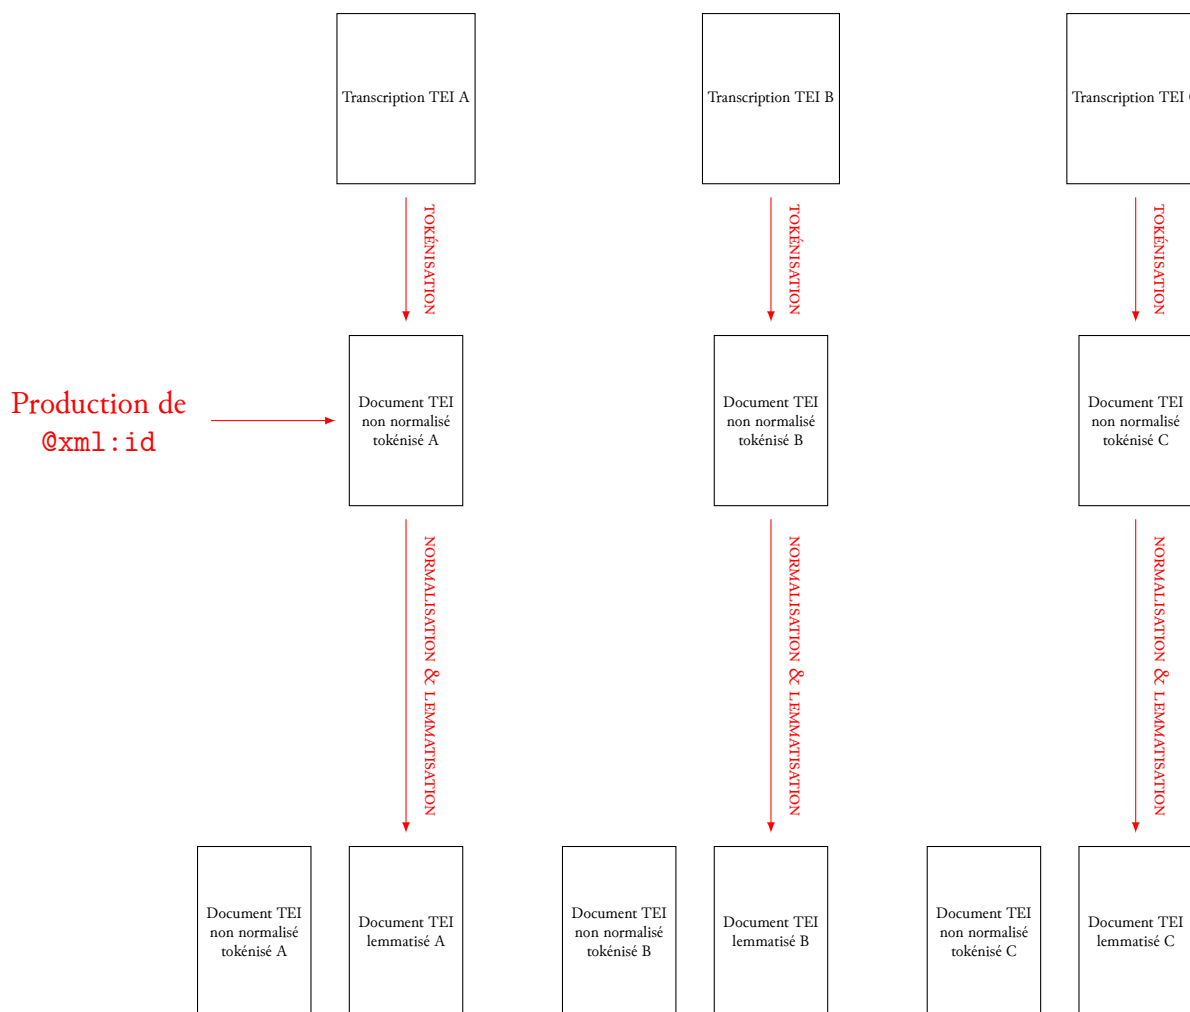 Transcription TEI A
Transcription TEI B
Transcription TEI
TOKÉNISATION
TOKÉNISATION
TOKÉNISATION
Production de
@xml:id
Document TEI
non normalisé
tokénisé A
Document TEI
non normalisé
tokénisé B
Document TEI
non normalisé
tokénisé C
NORMALISATION & LEMMATISATION
NORMALISATION & LEMMATISATION
NORMALISATION & LEMMATISATION
Document TEI
non normalisé
tokénisé A
Document TEI
lemmatisé A
Document TEI
non normalisé
tokénisé B
Document TEI
lemmatisé B
Document TEI
non normalisé
tokénisé C
Document TEI
lemmatisé C